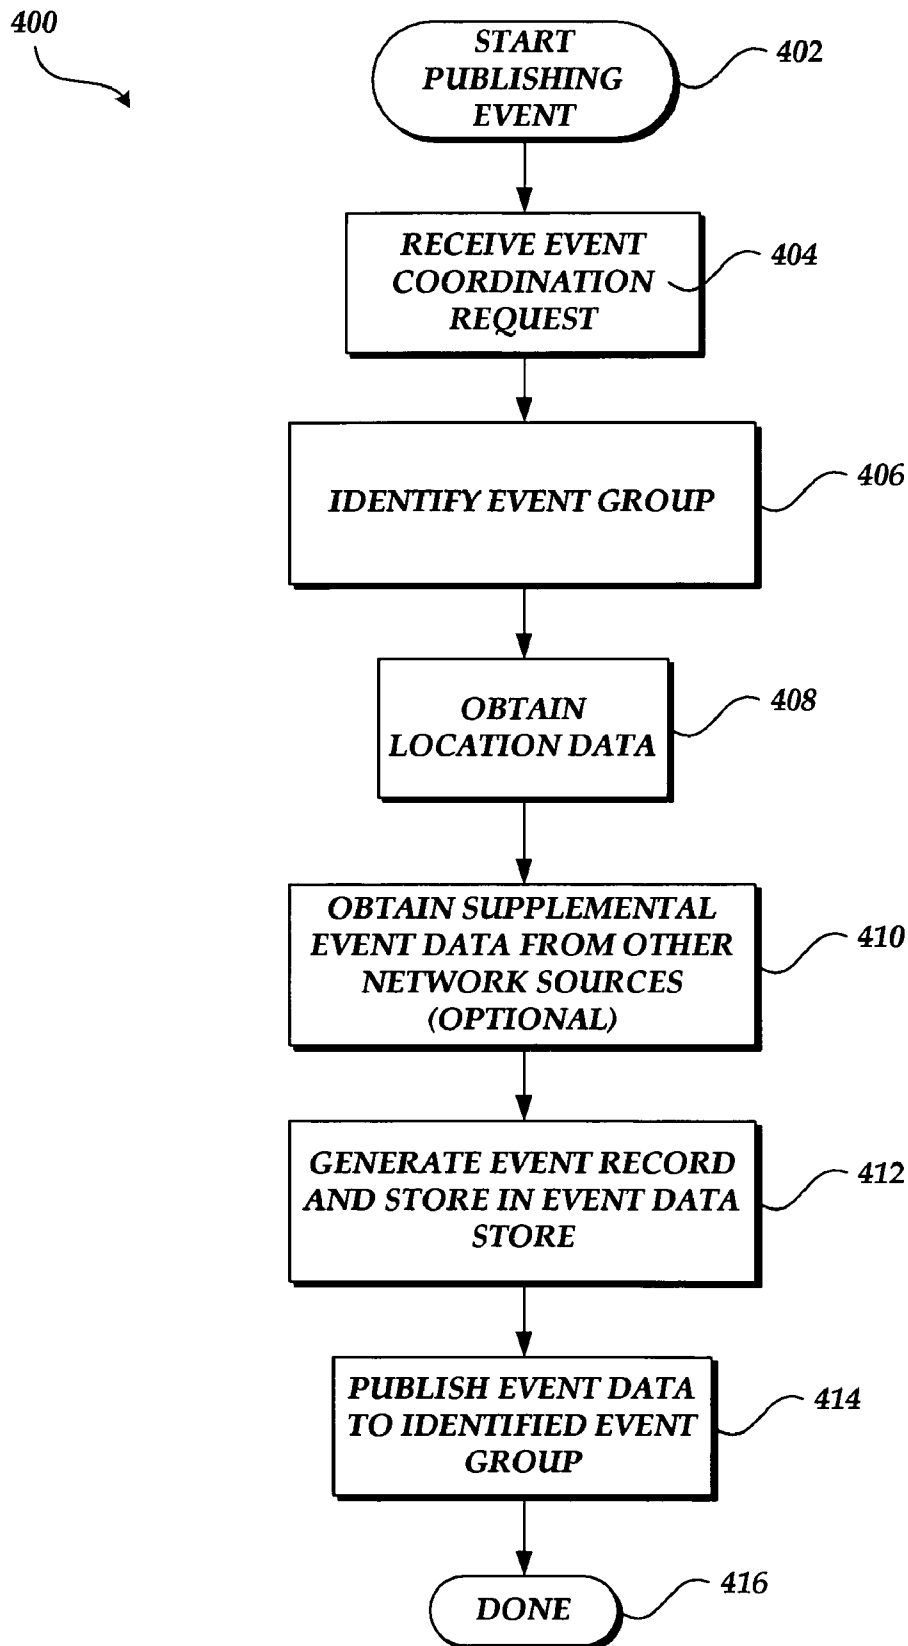 400
START
PUBLISHING
EVENT
402
RECEIVE EVENT
COORDINATION
REQUEST
404
IDENTIFY EVENT GROUP
406
OBTAIN
LOCATION DATA
408
OBTAIN SUPPLEMENTAL
EVENT DATA FROM OTHER
NETWORK SOURCES
(OPTIONAL)
410
GENERATE EVENT RECORD
AND STORE IN EVENT DATA
STORE
412
PUBLISH EVENT DATA
TO IDENTIFIED EVENT
GROUP
414
DONE
416